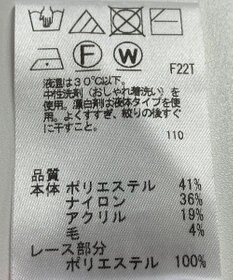 F W F22T
液温は30℃以下。
中性洗剤（おしゃれ着洗い）を
使用。漂白剤は液体タイプを使
用。よくすすぎ、絞りの後すぐ
に干すこと。
110
品質
本体 ポリエステル 41%
ナイロン 36%
アクリル 19%
毛 4%
レース部分
ポリエステル 100%